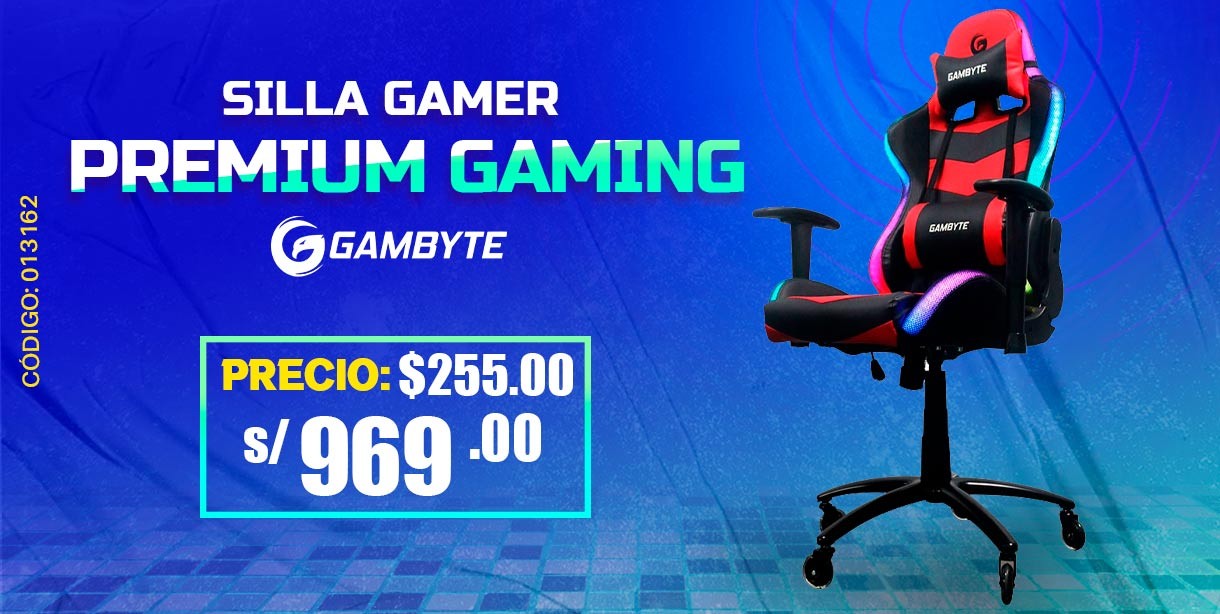 SILLA GAMER
PREMIUM GAMING
GAMBYTE
CÓDIGO: 013162
PRECIO: $255.00
s/ 969 .00
GAMBYTE
GAMBYTE